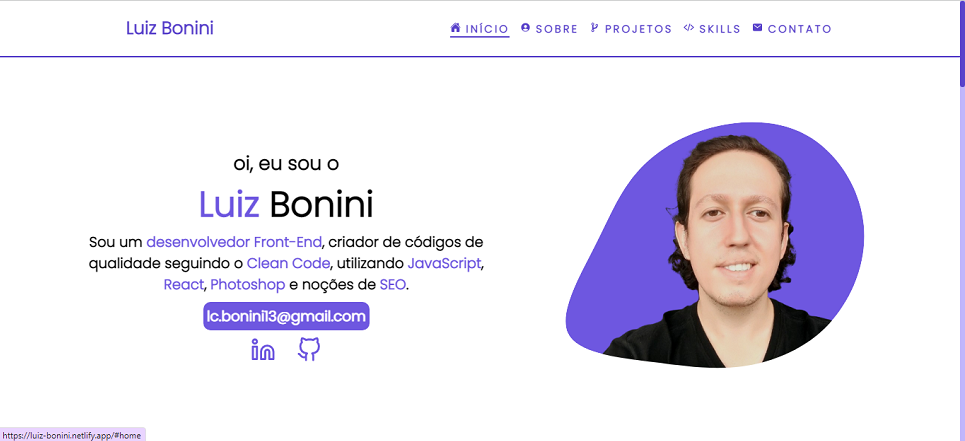 Luiz Bonini
INÍCIO SOBRE PROJETOS SKILLS CONTATO
oi, eu sou o
Luiz Bonini
Sou um desenvolvedor Front-End, criador de códigos de
qualidade seguindo o Clean Code, utilizando JavaScript,
React, Photoshop e noções de SEO.
lc.bonini13@gmail.com
https://luiz-bonini.netlify.app/#home